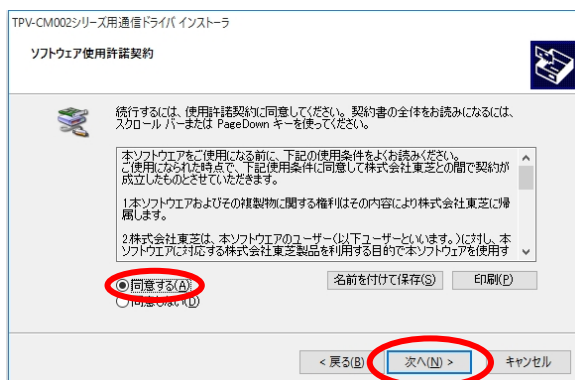 TPV-CM002シリーズ用通信ドライバ インストーラ
ソフトウェア使用許諾契約
続行するには、使用許諾契約に同意してください。契約書の全体をお読みになるには、
スクロール バーまたは PageDown キーを使ってください。
本ソフトウエアをご使用になる前に、下記の使用条件をよくお読みください。
ご使用になられた時点で、下記使用条件に同意して株式会社東芝との間で契約が
成立したものとさせていただきます。
1.本ソフトウエアおよびその複製物に関する権利はその内容により株式会社東芝に帰
属します。
2.株式会社東芝は、本ソフトウエアのユーザー(以下ユーザーといいます。)に対し、本
ソフトウエアに対応する株式会社東芝製品を利用する目的で本ソフトウェアを使用す
同意する(A)
同意しない(D)
名前を付けて保存(S)
印刷(P)
< 戻る(B)
次へ(N) >
キャンセル